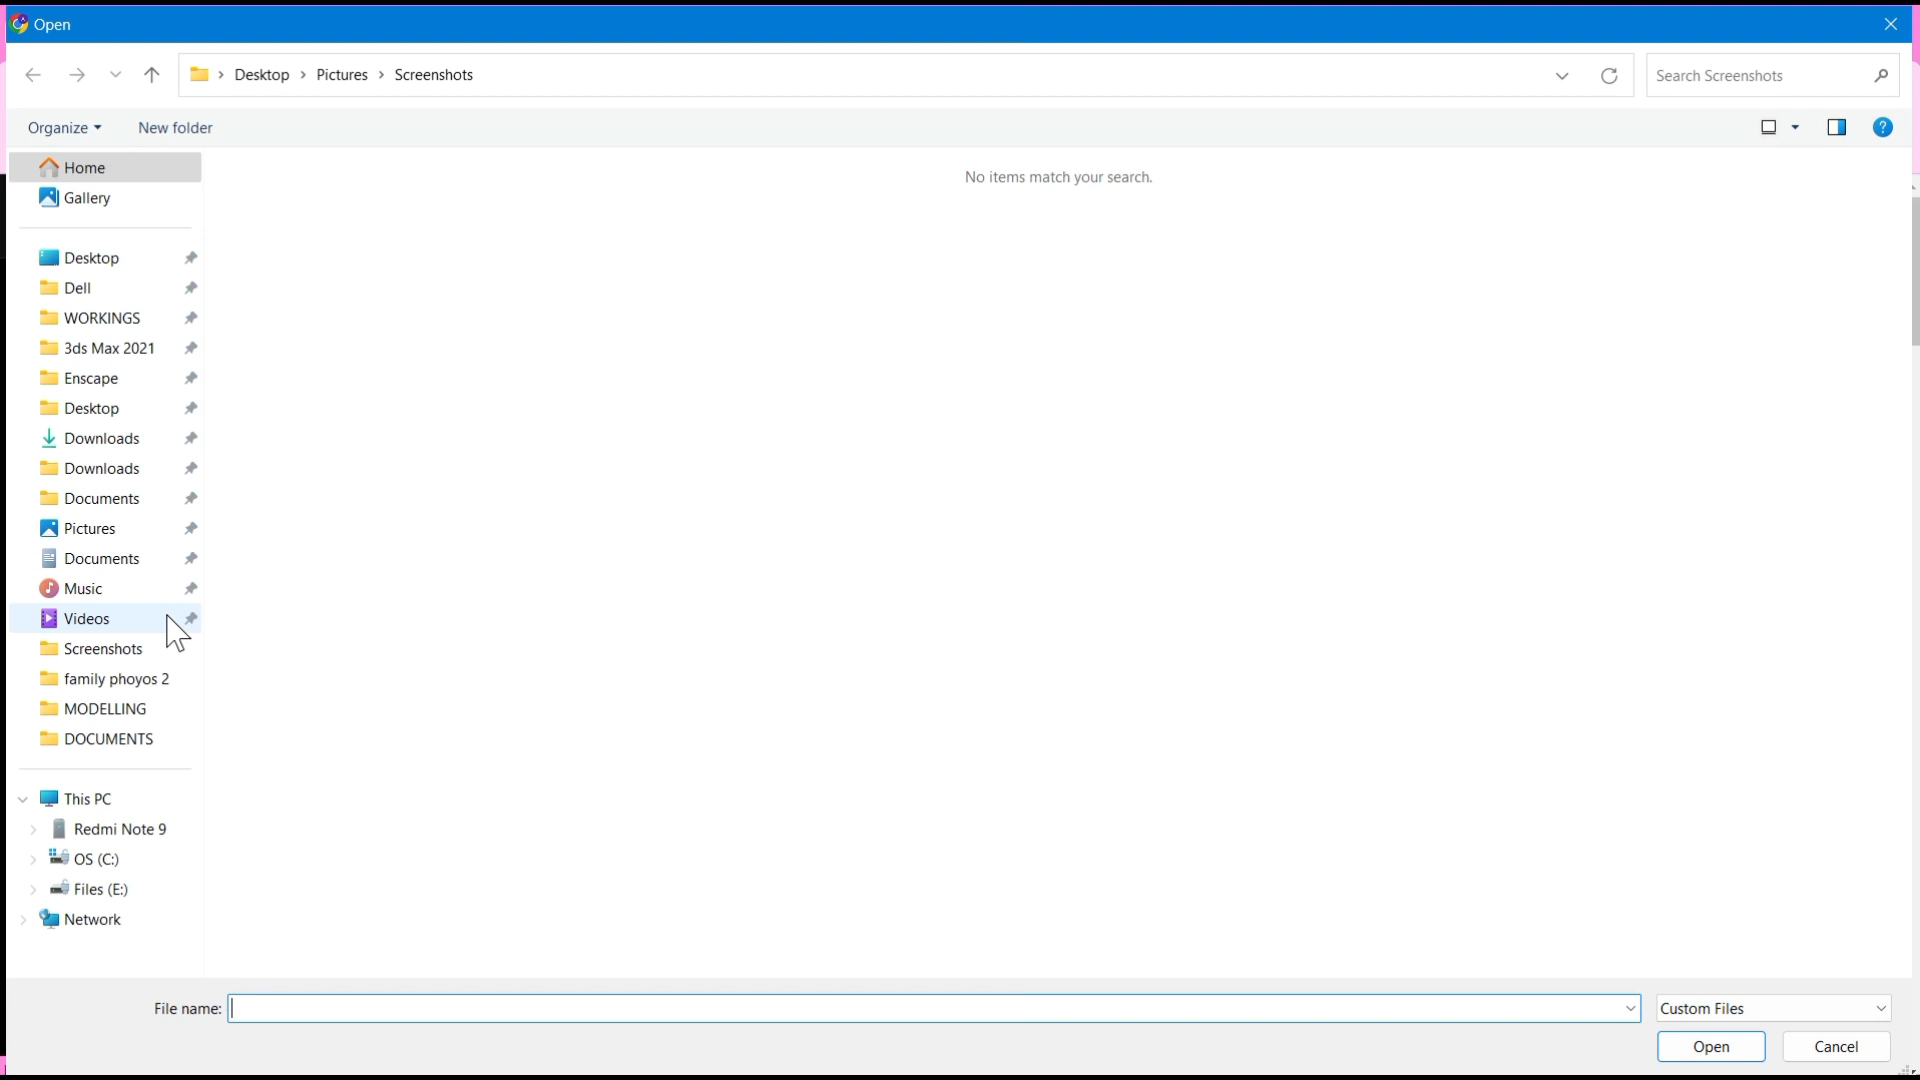 Open
Desktop > Pictures > Screenshots
Search Screenshots
Organize
New folder
Home
No items match your search.
Gallery
Desktop
Dell
WORKINGS
3ds Max 2021
Enscape
Desktop
Downloads
Downloads
Documents
Pictures
Documents
Music
Videos
Screenshots
family phoyos 2
MODELLING
DOCUMENTS
This PC
Redmi Note 9
OS (C:)
Files (E:)
Network
File name:
Custom Files
Open
Cancel